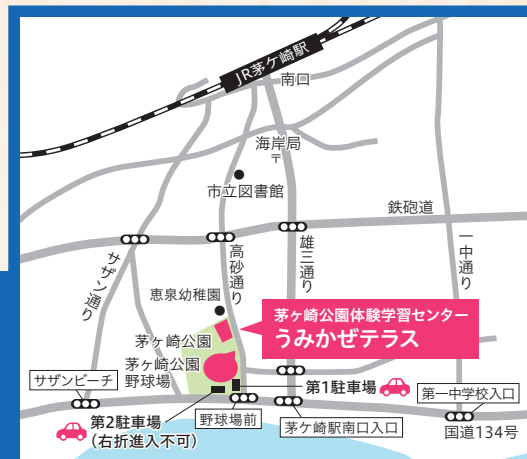 JR茅ケ崎駅
南口
海岸局
〒
市立図書館
鉄砲道
サザン通り
高砂通り
雄三通り
一中通り
恵泉幼稚園
茅ヶ崎公園体験学習センター
うみかぜテラス
茅ヶ崎公園
茅ヶ崎公園
野球場
サザンビーチ
第1駐車場
第一中学校入口
第2駐車場
(右折進入不可)
野球場前
茅ケ崎駅南口入口
国道134号